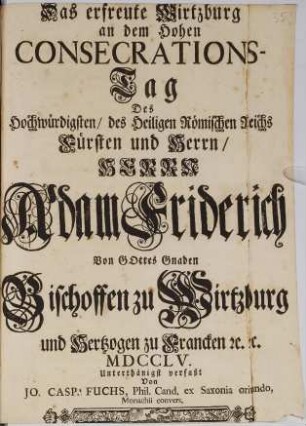 Das erfreute Wirtzburg
an dem Hohen
CONSECRATIONS-
Tag
Des
Hochwürdigsten/ des Heiligen Römischen Reichs
Fürsten und Herrn/
HERRN
Adam Friderich
Von GOttes Gnaden
Bischoffen zu Wirtzburg
und Hertzogen zu Francken ꝛc. ꝛc.
MDCCLV.
Unterthänigst verfaßt
Von
JO. CASP. FUCHS, Phil. Cand. ex Saxonia oriundo,
Monachii convers.